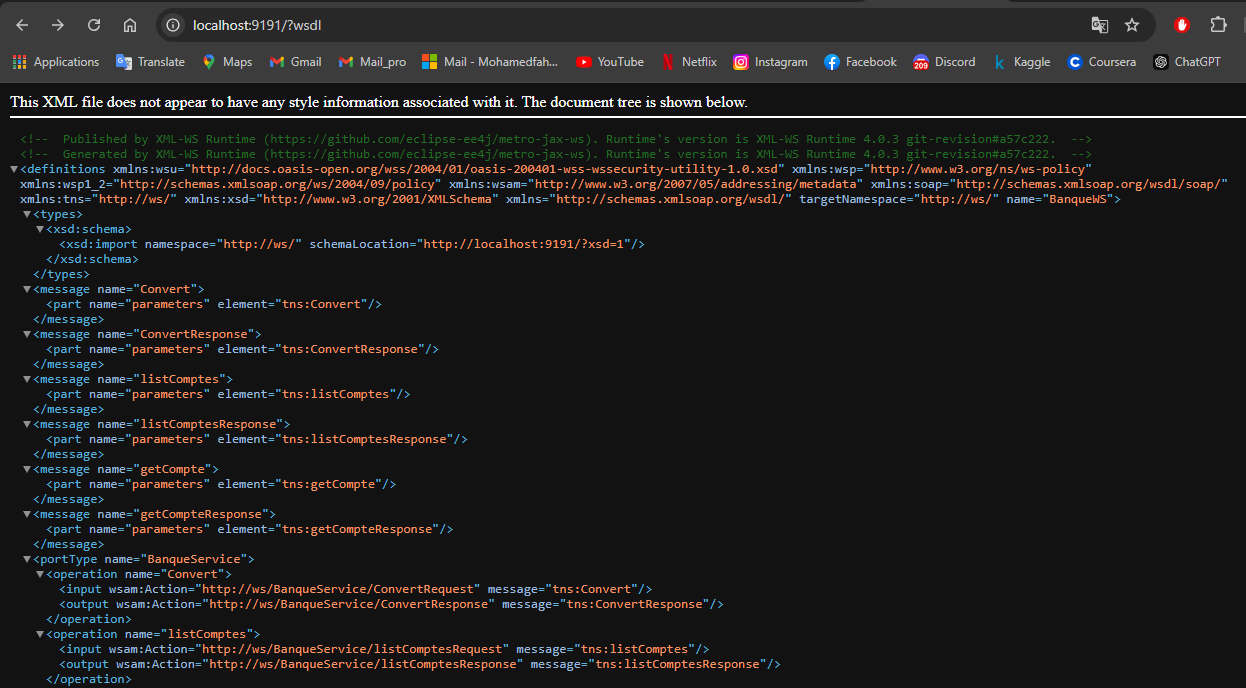 localhost:9191/?wsdl
Applications Translate Maps Gmail Mail_pro Mail - Mohamedfah... YouTube Netflix Instagram Facebook 209 Discord Kaggle Coursera ChatGPT
This XML file does not appear to have any style information associated with it. The document tree is shown below.
<!-- Published by XML-WS Runtime (https://github.com/eclipse-ee4j/metro-jax-ws). Runtime's version is XML-WS Runtime 4.0.3 git-revision#a57c222. -->
<!-- Generated by XML-WS Runtime (https://github.com/eclipse-ee4j/metro-jax-ws). Runtime's version is XML-WS Runtime 4.0.3 git-revision#a57c222. -->
<definitions xmlns:wsu="http://docs.oasis-open.org/wss/2004/01/oasis-200401-wss-wssecurity-utility-1.0.xsd" xmlns:wsp="http://www.w3.org/ns/ws-policy"
xmlns:wsp1_2="http://schemas.xmlsoap.org/ws/2004/09/policy" xmlns:wsam="http://www.w3.org/2007/05/addressing/metadata" xmlns:soap="http://schemas.xmlsoap.org/wsdl/soap/"
xmlns:tns="http://ws/" xmlns:xsd="http://www.w3.org/2001/XMLSchema" xmlns="http://schemas.xmlsoap.org/wsdl/" targetNamespace="http://ws/" name="BanqueWS">
<types>
<xsd:schema>
<xsd:import namespace="http://ws/" schemaLocation="http://localhost:9191/?xsd=1"/>
</xsd:schema>
</types>
<message name="Convert">
<part name="parameters" element="tns:Convert"/>
</message>
<message name="ConvertResponse">
<part name="parameters" element="tns:ConvertResponse"/>
</message>
<message name="listComptes">
<part name="parameters" element="tns:listComptes"/>
</message>
<message name="listComptesResponse">
<part name="parameters" element="tns:listComptesResponse"/>
</message>
<message name="getCompte">
<part name="parameters" element="tns:getCompte"/>
</message>
<message name="getCompteResponse">
<part name="parameters" element="tns:getCompteResponse"/>
</message>
<portType name="BanqueService">
<operation name="Convert">
<input wsam:Action="http://ws/BanqueService/ConvertRequest" message="tns:Convert"/>
<output wsam:Action="http://ws/BanqueService/ConvertResponse" message="tns:ConvertResponse"/>
</operation>
<operation name="listComptes">
<input wsam:Action="http://ws/BanqueService/listComptesRequest" message="tns:listComptes"/>
<output wsam:Action="http://ws/BanqueService/listComptesResponse" message="tns:listComptesResponse"/>
</operation>